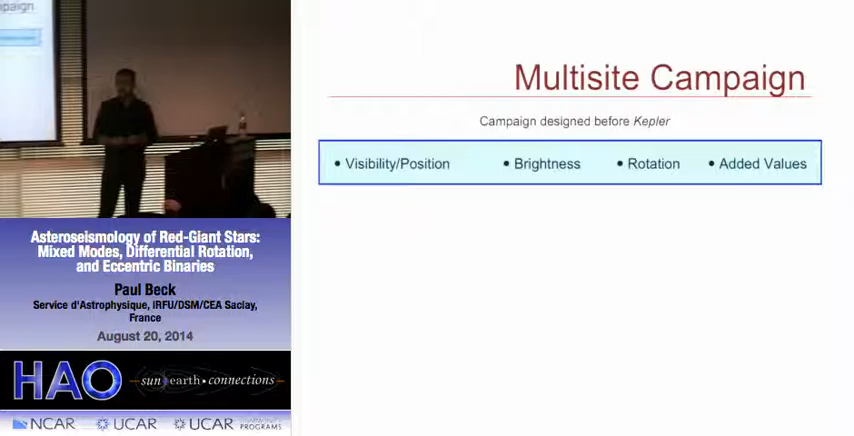 paign
Multisite Campaign
Campaign designed before Kepler
• Visibility/Position • Brightness • Rotation • Added Values
Asteroseismology of Red-Giant Stars:
Mixed Modes, Differential Rotation,
and Eccentric Binaries
Paul Beck
Service d'Astrophysique, IRFU/DSM/CEA Saclay,
France
August 20, 2014
HAO sun earth • connections
NCAR UCAR UCAR
PROGRAMS